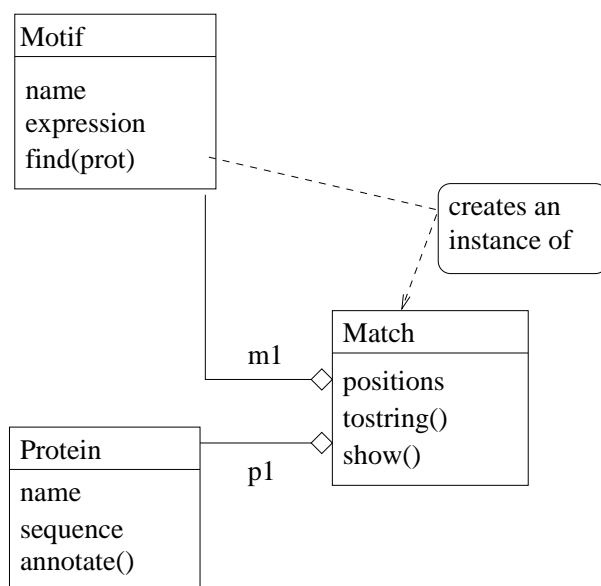 Motif
name
expression
find(prot)
creates an
instance of
Match
m1
positions
tostring()
show()
Protein
p1
name
sequence
annotate()